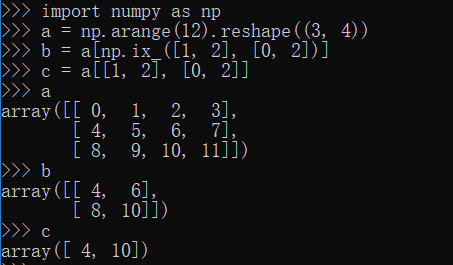 >>> import numpy as np
>>> a = np.arange(12).reshape((3, 4))
>>> b = a[np.ix_([1, 2], [0, 2])]
>>> c = a[[1, 2], [0, 2]]
>>> a
array([[ 0,  1,  2,  3],
       [ 4,  5,  6,  7],
       [ 8,  9, 10, 11]])
>>> b
array([[ 4,  6],
       [ 8, 10]])
>>> c
array([ 4, 10])